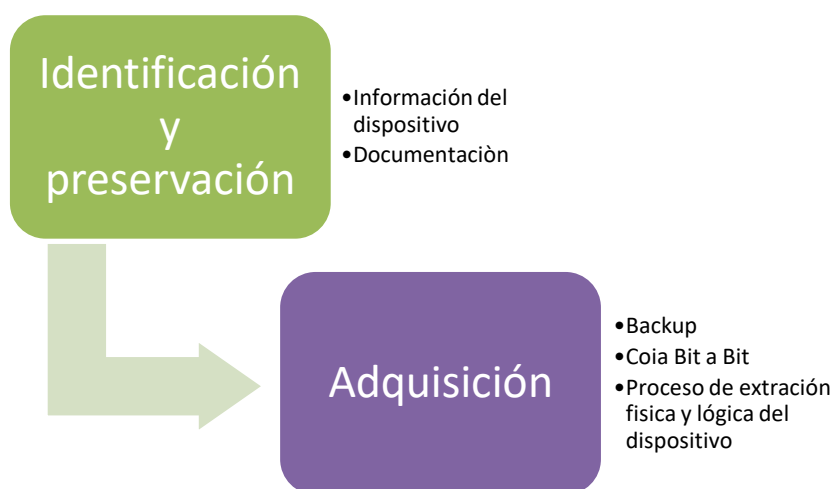 Identificación
y
preservación
•Información del
dispositivo
•Documentaciòn
Adquisición
•Backup
•Coia Bit a Bit
•Proceso de extración
fisica y lógica del
dispositivo